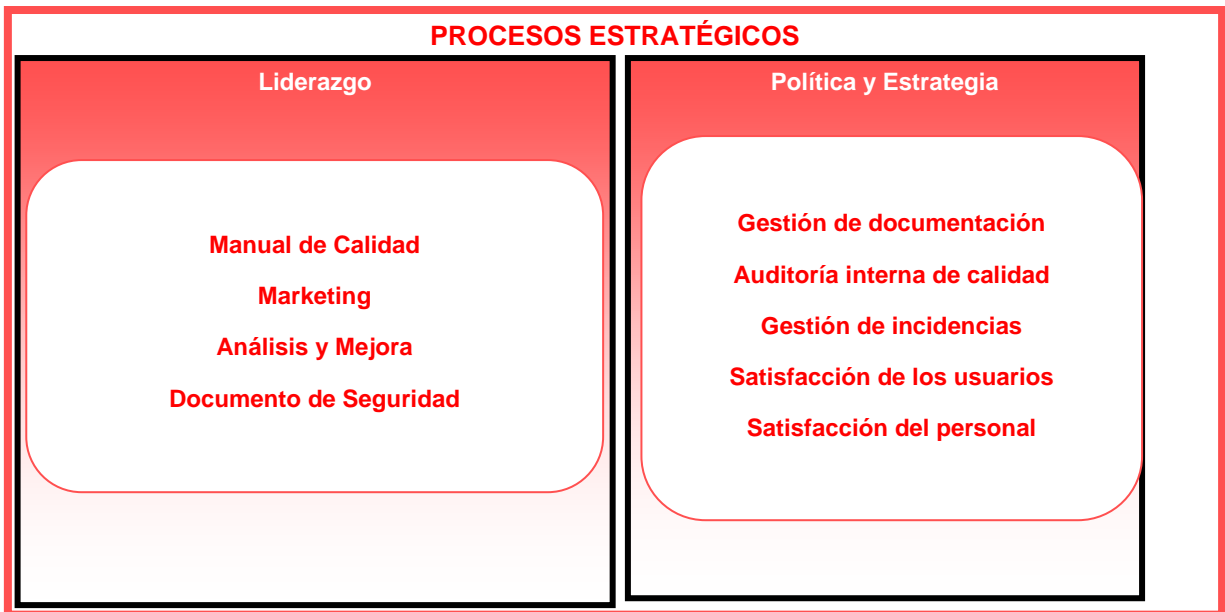 PROCESOS ESTRATÉGICOS
Liderazgo
Manual de Calidad
Marketing
Análisis y Mejora
Documento de Seguridad
Política y Estrategia
Gestión de documentación
Auditoría interna de calidad
Gestión de incidencias
Satisfacción de los usuarios
Satisfacción del personal